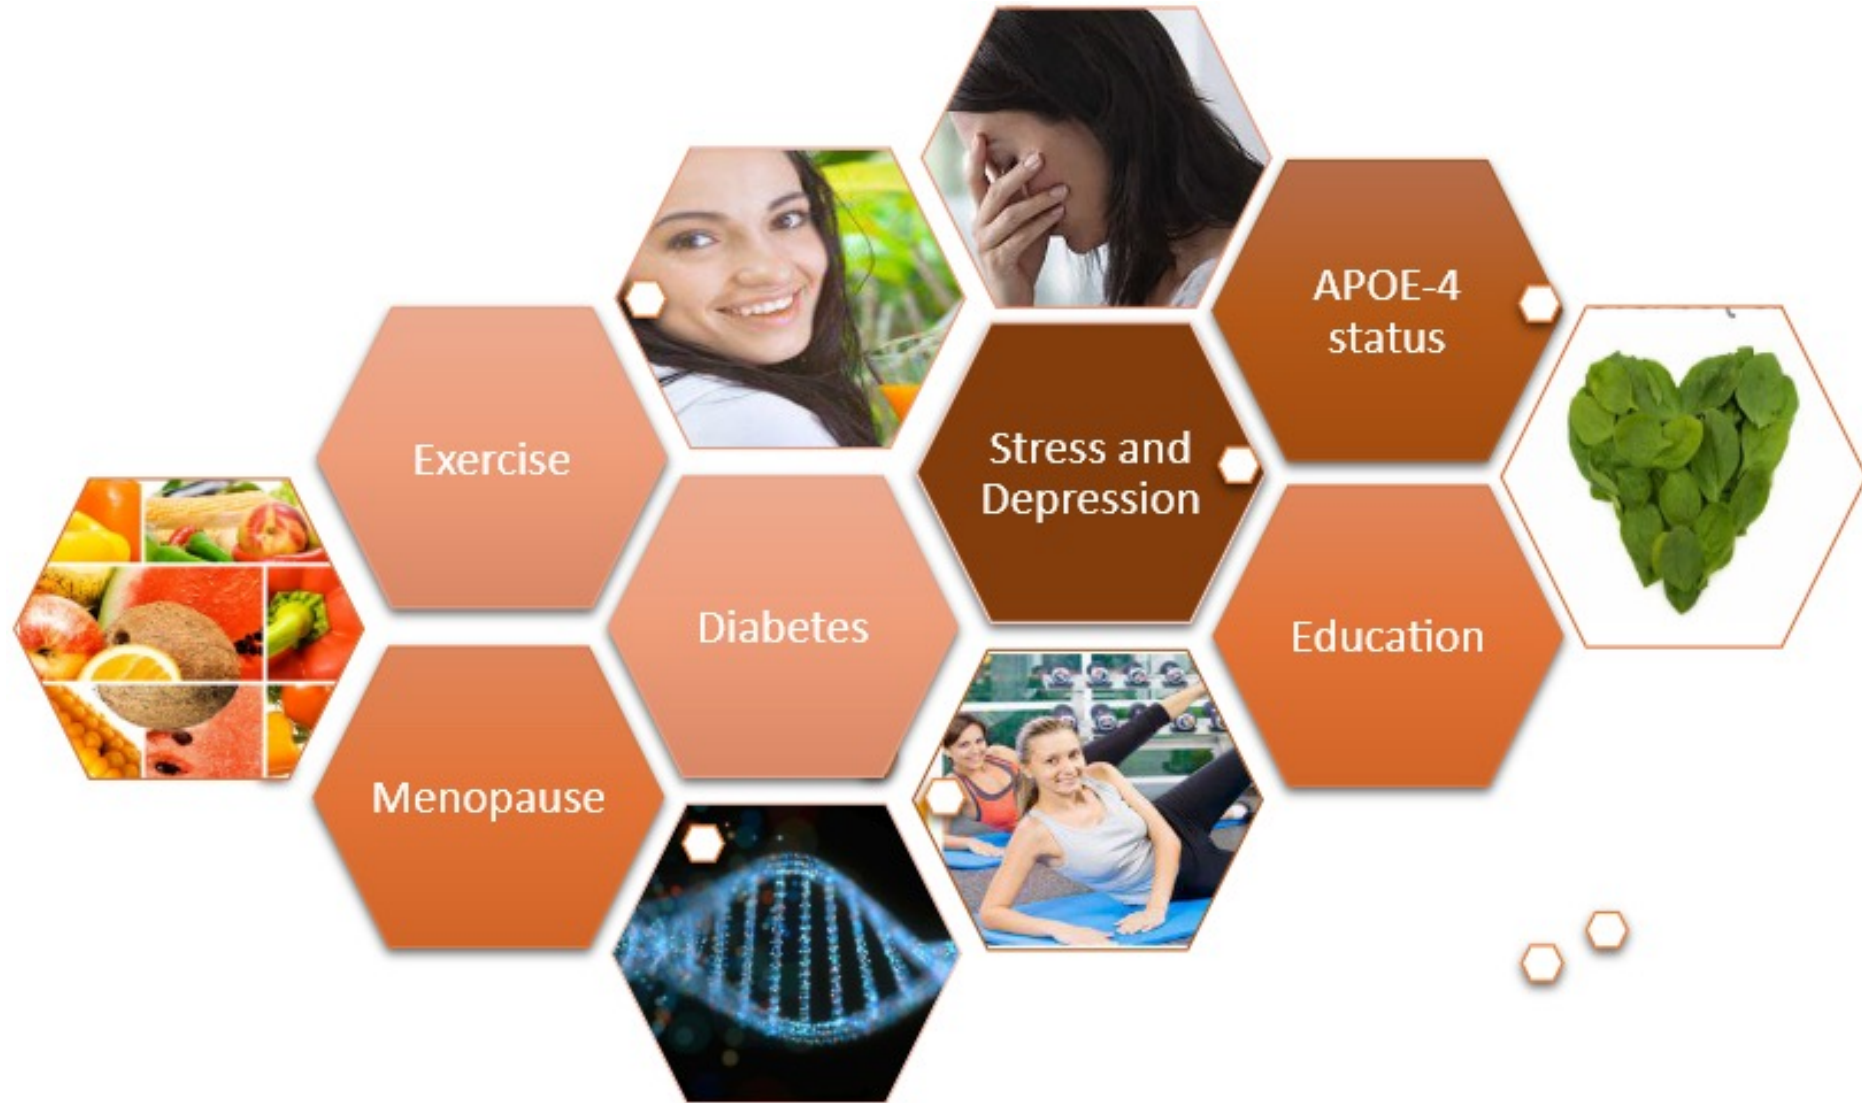 APOE-4
status
Exercise
Stress and
Depression
Diabetes
Education
Menopause